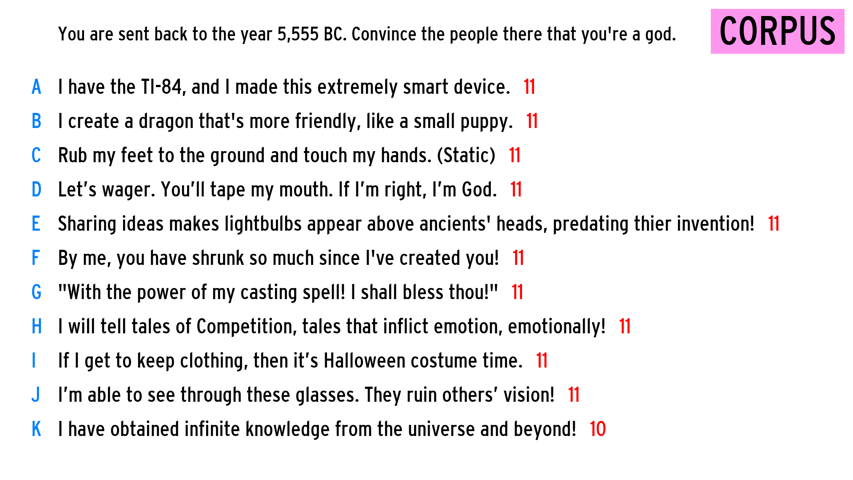 You are sent back to the year 5,555 BC. Convince the people there that you're a god.
CORPUS
A I have the TI-84, and I made this extremely smart device. 11
B I create a dragon that's more friendly, like a small puppy. 11
C Rub my feet to the ground and touch my hands. (Static) 11
D Let’s wager. You’ll tape my mouth. If I’m right, I’m God. 11
E Sharing ideas makes lightbulbs appear above ancients' heads, predating thier invention! 11
F By me, you have shrunk so much since I've created you! 11
G "With the power of my casting spell! I shall bless thou!" 11
H I will tell tales of Competition, tales that inflict emotion, emotionally! 11
I If I get to keep clothing, then it’s Halloween costume time. 11
J I’m able to see through these glasses. They ruin others’ vision! 11
K I have obtained infinite knowledge from the universe and beyond! 10